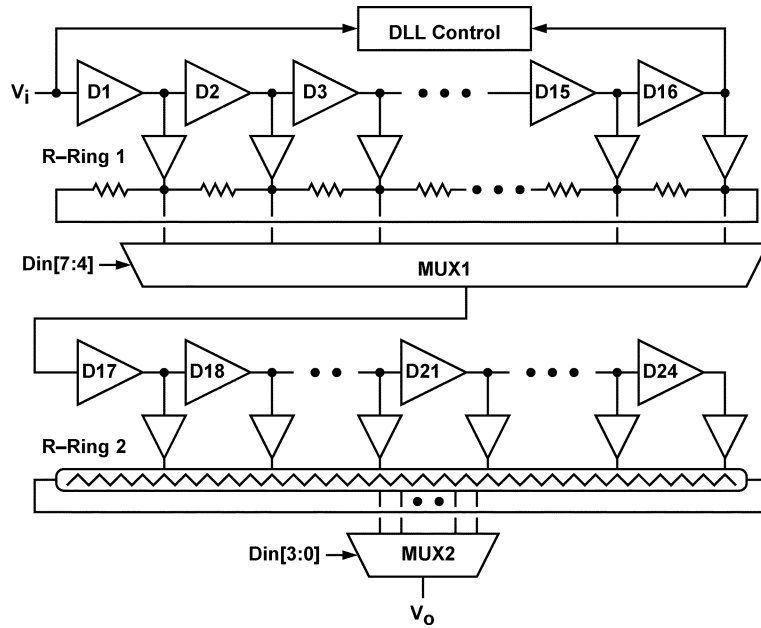 DLL Control
Vi
D1
D2
D3
D15
D16
R–Ring 1
Din[7:4]
MUX1
D17
D18
D21
D24
R–Ring 2
Din[3:0]
MUX2
Vo